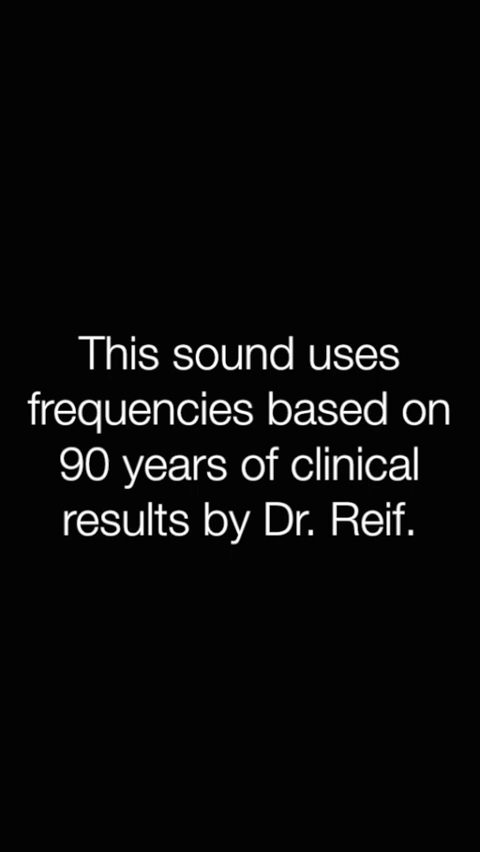 This sound uses
frequencies based on
90 years of clinical
results by Dr. Reif.